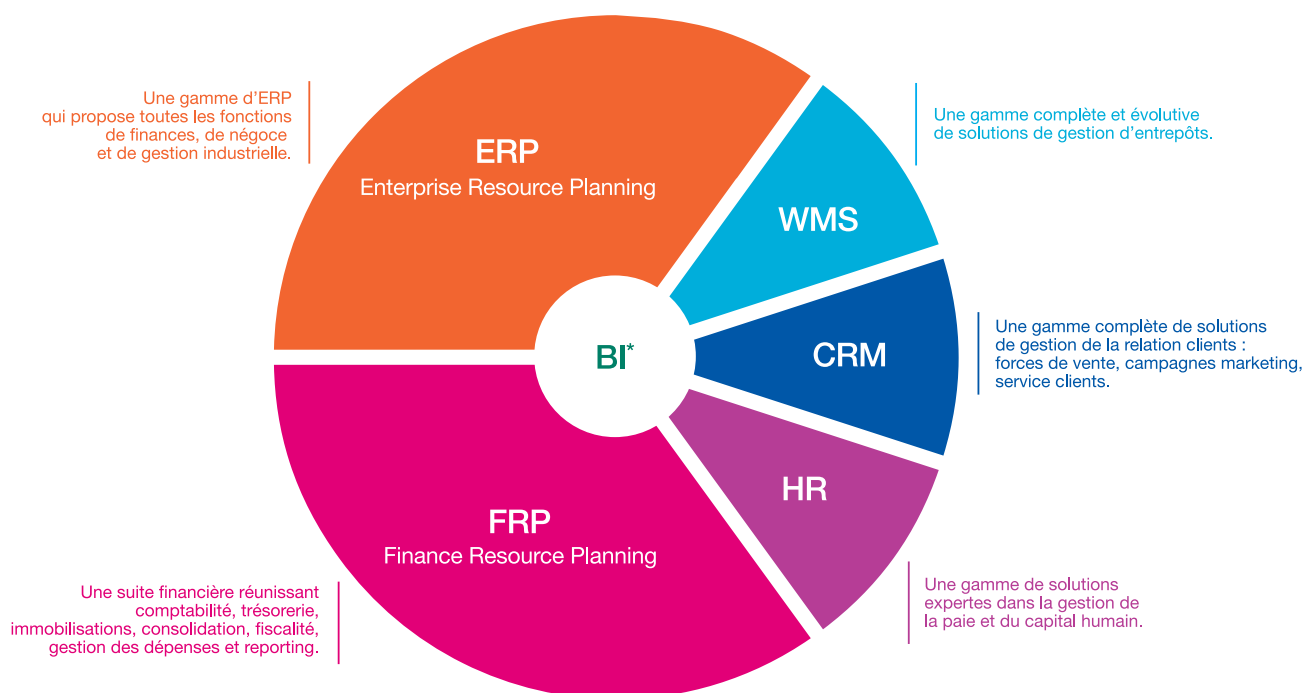 Une gamme d’ERP
qui propose toutes les fonctions
de finances, de négoce
et de gestion industrielle.
ERP
Enterprise Resource Planning
Une gamme complète et évolutive
de solutions de gestion d’entrepôts.
WMS
BI*
CRM
Une gamme complète de solutions
de gestion de la relation clients :
forces de vente, campagnes marketing,
service clients.
HR
FRP
Finance Resource Planning
Une suite financière réunissant
comptabilité, trésorerie,
immobilisations, consolidation, fiscalité,
gestion des dépenses et reporting.
Une gamme de solutions
expertes dans la gestion de
la paie et du capital humain.